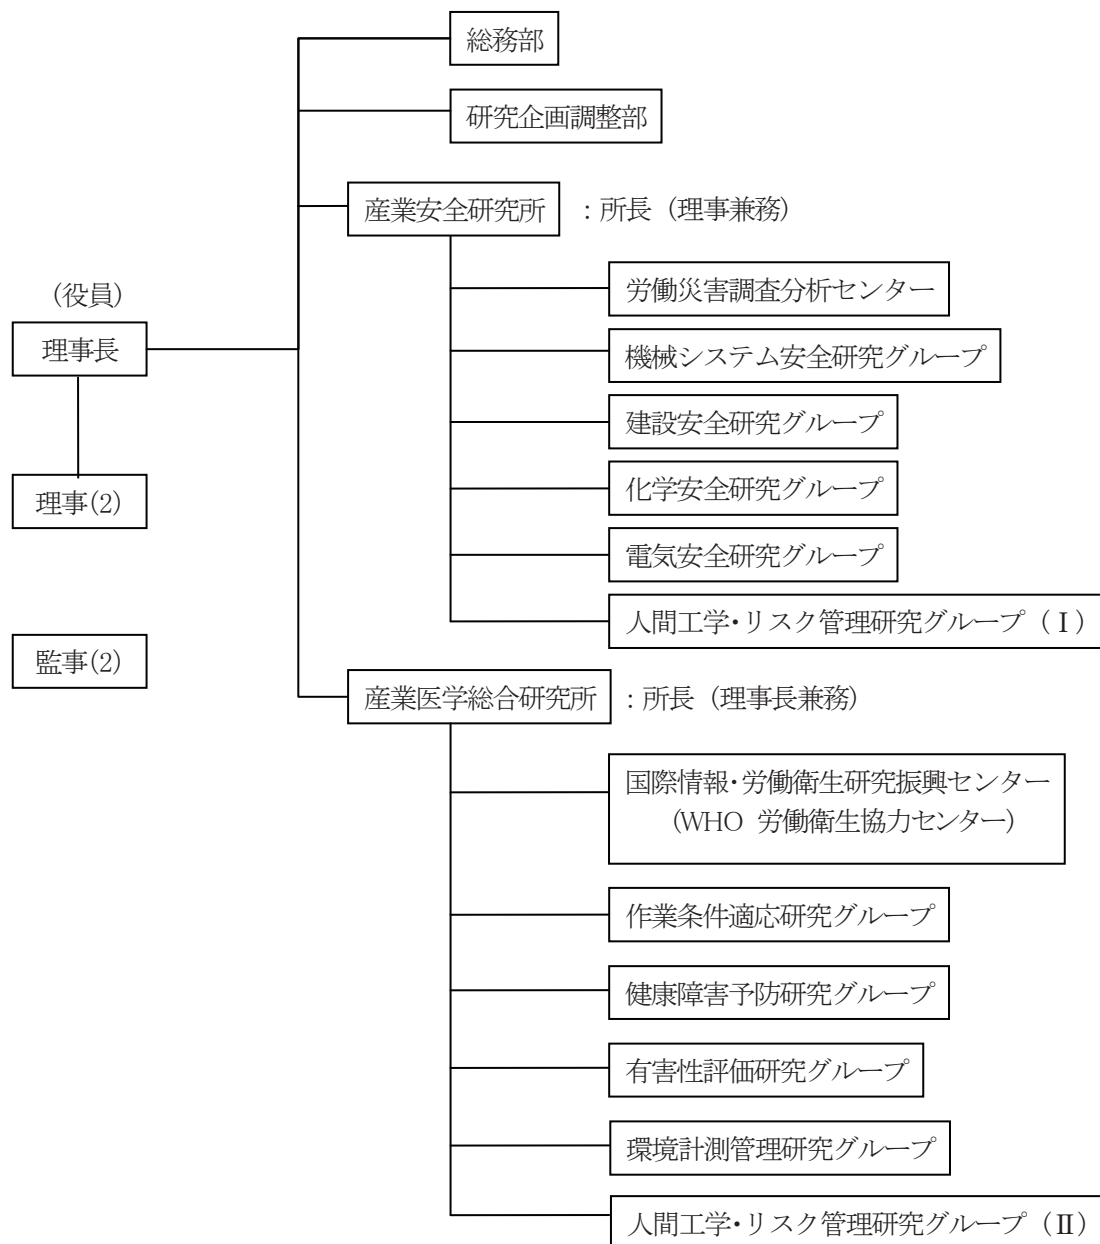 総務部
研究企画調整部
産業安全研究所 :所長(理事兼務)
労働災害調査分析センター
機械システム安全研究グループ
建設安全研究グループ
化学安全研究グループ
電気安全研究グループ
人間工学・リスク管理研究グループ(Ⅰ)
(役員)
理事長
理事(2)
監事(2)
産業医学総合研究所 :所長(理事長兼務)
国際情報・労働衛生研究振興センター
(WHO 労働衛生協力センター)
作業条件適応研究グループ
健康障害予防研究グループ
有害性評価研究グループ
環境計測管理研究グループ
人間工学・リスク管理研究グループ(Ⅱ)